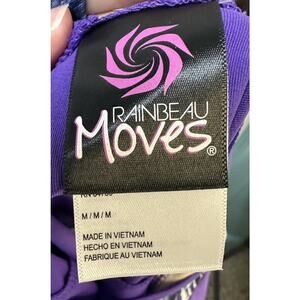 RAINBEAU
MOVES®
M / M / M
MADE IN VIETNAM
HECHO EN VIETNAM
FABRIQUE AU VIETNAM